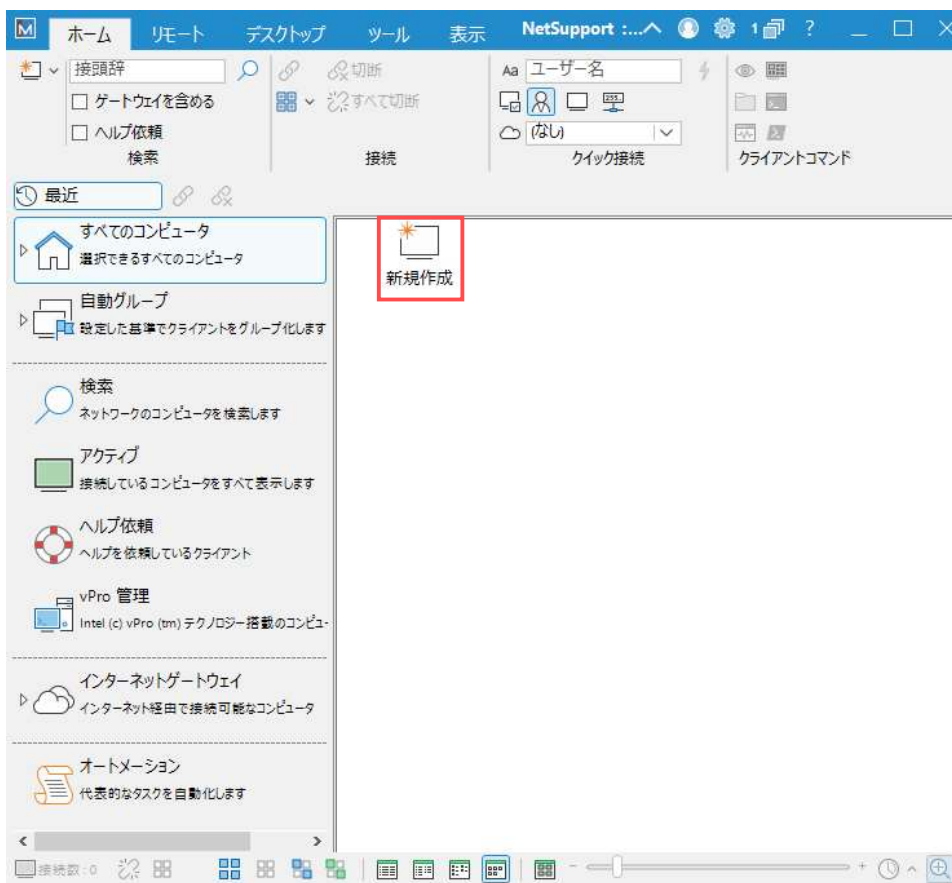 M ホーム リモート デスクトップ ツール 表示 NetSupport :... 1 ?
接頭辞 切断 Aa ユーザー名
ゲートウェイを含める すべて切断
ヘルプ依頼 (なし)
検索 接続 クイック接続 クライアントコマンド
最近
すべてのコンピュータ
選択できるすべてのコンピュータ
新規作成
自動グループ
設定した基準でクライアントをグループ化します
検索
ネットワークのコンピュータを検索します
アクティブ
接続しているコンピュータをすべて表示します
ヘルプ依頼
ヘルプを依頼しているクライアント
vPro 管理
Intel (c) vPro (tm) テクノロジー搭載のコンピュ
インターネットゲートウェイ
インターネット経由で接続可能なコンピュータ
オートメーション
代表的なタスクを自動化します
接続数: 0